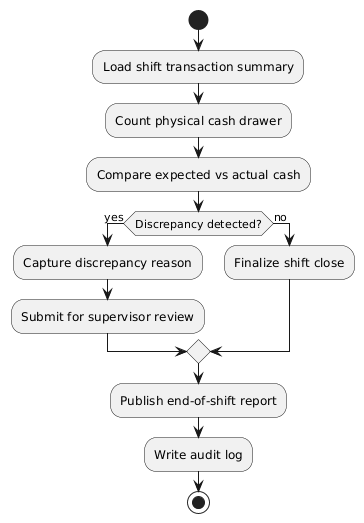 Load shift transaction summary
Count physical cash drawer
Compare expected vs actual cash
Discrepancy detected?
yes
no
Capture discrepancy reason
Finalize shift close
Submit for supervisor review
Publish end-of-shift report
Write audit log